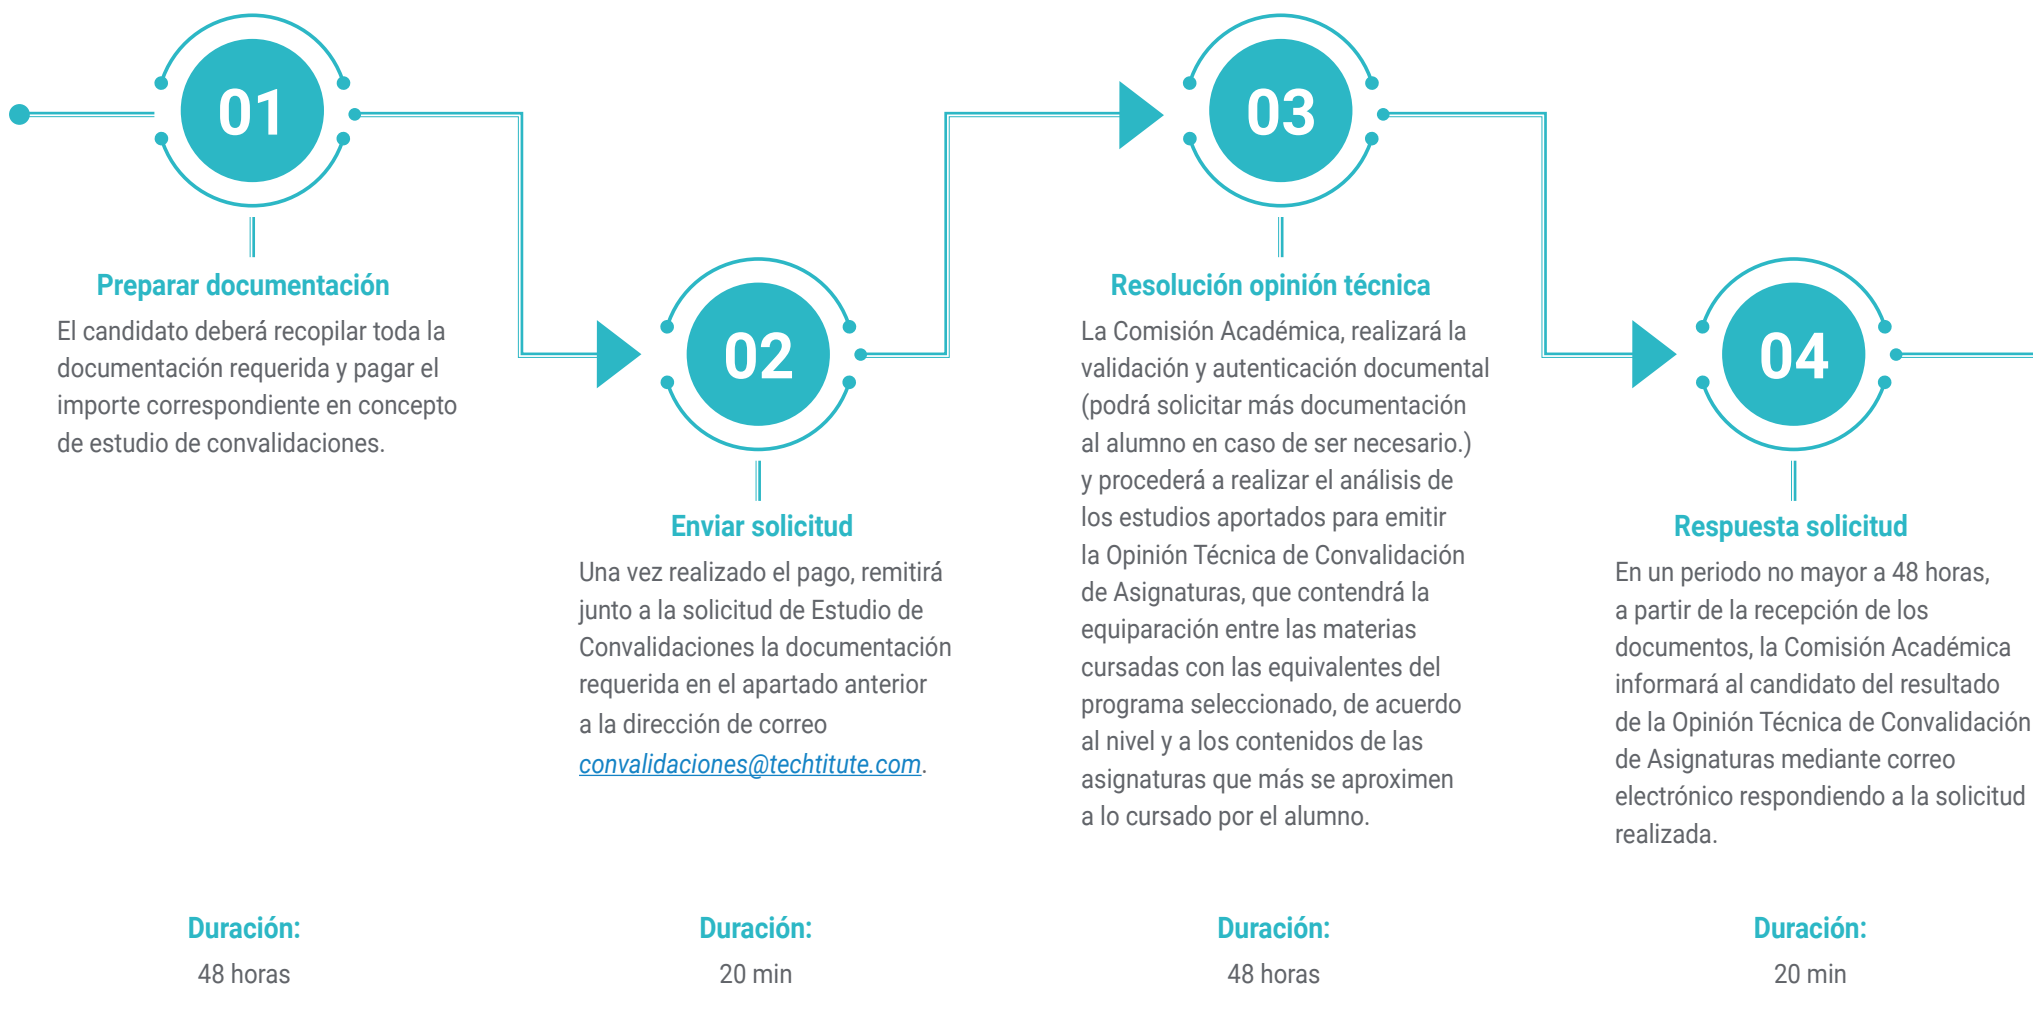 01
Preparar documentación
El candidato deberá recopilar toda la
documentación requerida y pagar el
importe correspondiente en concepto
de estudio de convalidaciones.
Duración:
48 horas
02
Enviar solicitud
Una vez realizado el pago, remitirá
junto a la solicitud de Estudio de
Convalidaciones la documentación
requerida en el apartado anterior
a la dirección de correo
convalidaciones@techtitute.com.
Duración:
20 min
03
Resolución opinión técnica
La Comisión Académica, realizará la
validación y autenticación documental
(podrá solicitar más documentación
al alumno en caso de ser necesario.)
y procederá a realizar el análisis de
los estudios aportados para emitir
la Opinión Técnica de Convalidación
de Asignaturas, que contendrá la
equiparación entre las materias
cursadas con las equivalentes del
programa seleccionado, de acuerdo
al nivel y a los contenidos de las
asignaturas que más se aproximen
a lo cursado por el alumno.
Duración:
48 horas
04
Respuesta solicitud
En un periodo no mayor a 48 horas,
a partir de la recepción de los
documentos, la Comisión Académica
informará al candidato del resultado
de la Opinión Técnica de Convalidación
de Asignaturas mediante correo
electrónico respondiendo a la solicitud
realizada.
Duración:
20 min